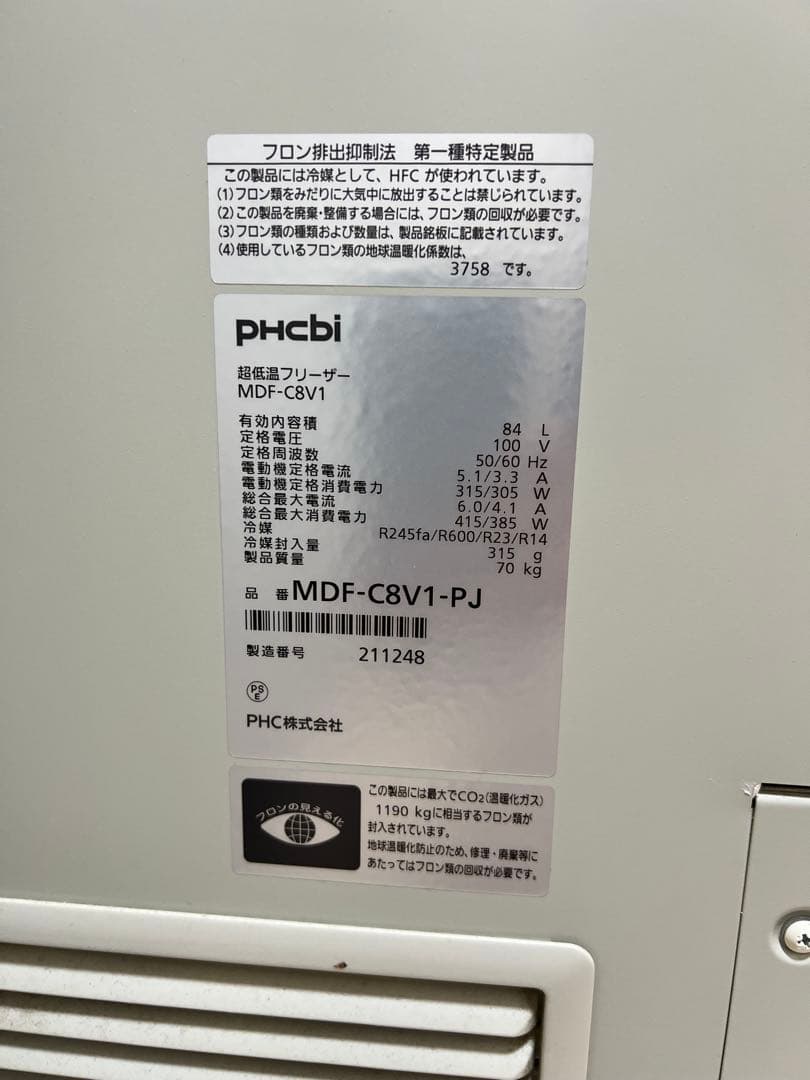 フロン排出抑制法　第一種特定製品
この製品には冷媒として、HFC が使われています。
(1)フロン類をみだりに大気中に放出することは禁じられています。
(2)この製品を廃棄・整備する場合には、フロン類の回収が必要です。
(3)フロン類の種類および数量は、製品銘板に記載されています。
(4)使用しているフロン類の地球温暖化係数は、
3758 です。
PHCbi
超低温フリーザー
MDF-C8V1
有効内容積 84 L
定格電圧 100 V
定格周波数 50/60 Hz
電動機定格電流 5.1/3.3 A
電動機定格消費電力 315/305 W
総合最大電流 6.0/4.1 A
総合最大消費電力 415/385 W
冷媒 R245fa/R600/R23/R14
冷媒封入量 315 g
製品質量 70 kg
品 番 MDF-C8V1-PJ
製造番号 211248
PS
E
PHC株式会社
フロンの見える化
この製品には最大でCO₂(温暖化ガス)
1190 kgに相当するフロン類が
封入されています。
地球温暖化防止のため、修理・廃棄等に
あたってはフロン類の回収が必要です。